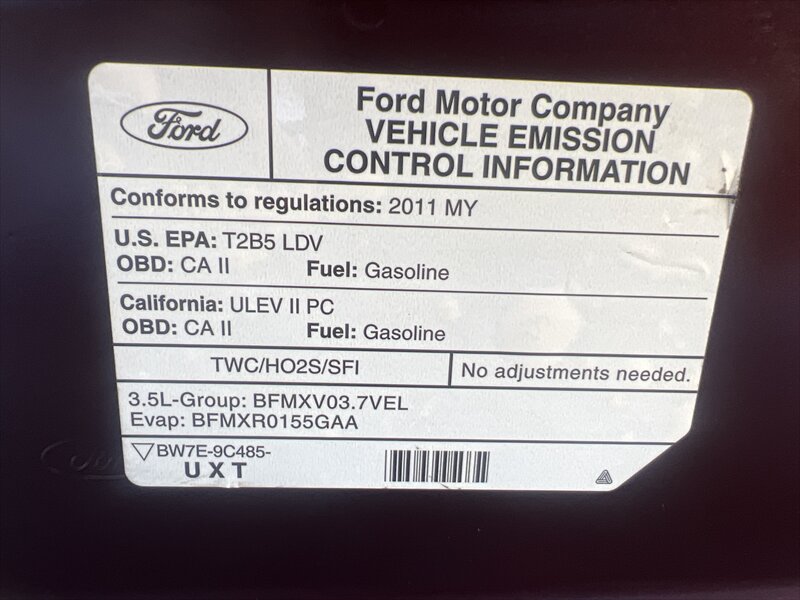 Ford
Ford Motor Company
VEHICLE EMISSION
CONTROL INFORMATION
Conforms to regulations: 2011 MY
U.S. EPA: T2B5 LDV
OBD: CA II Fuel: Gasoline
California: ULEV II PC
OBD: CA II Fuel: Gasoline
TWC/HO2S/SFI No adjustments needed.
3.5L-Group: BFMXV03.7VEL
Evap: BFMXR0155GAA
BW7E-9C485-
UXT